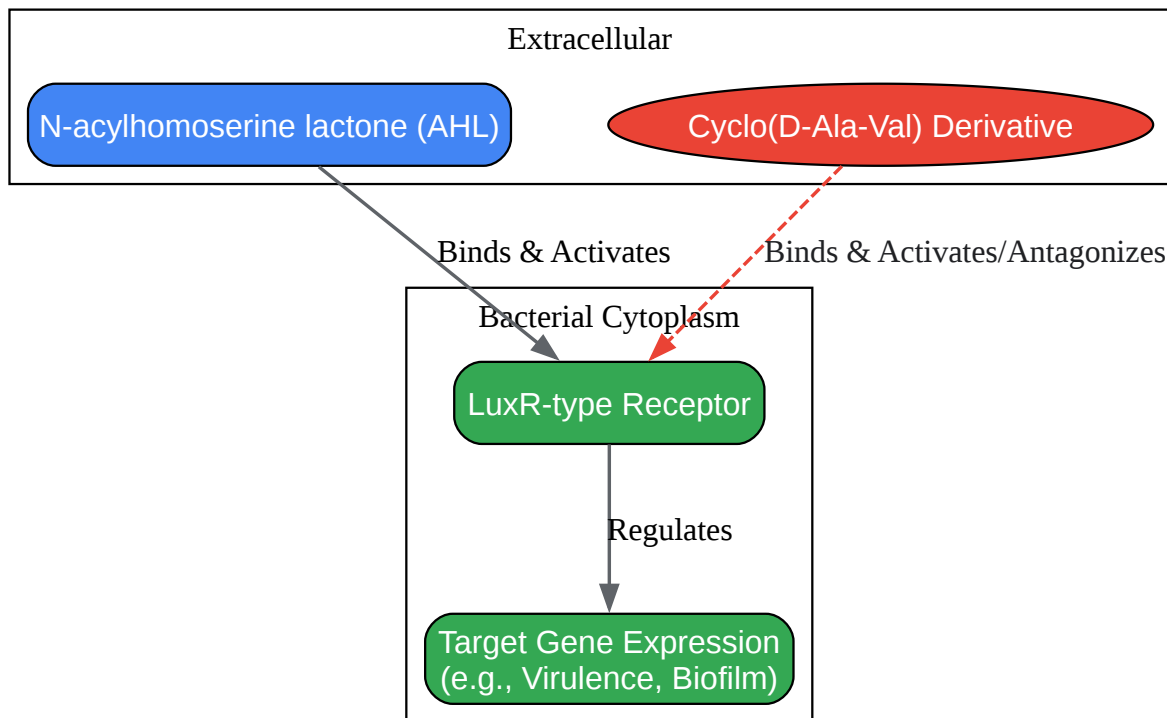 Extracellular
N-acylhomoserine lactone (AHL)
Cyclo(D-Ala-Val) Derivative
Binds & Activates
Binds & Activates/Antagonizes
Bacterial Cytoplasm
LuxR-type Receptor
Regulates
Target Gene Expression
(e.g., Virulence, Biofilm)